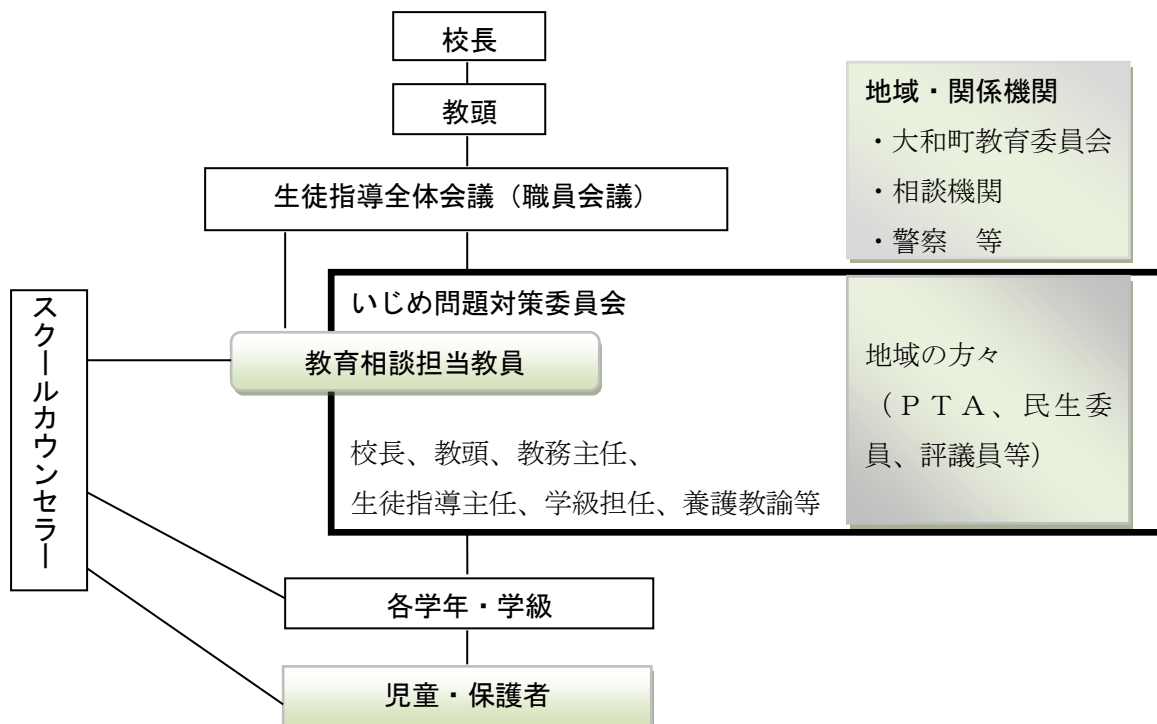 校長
教頭
生徒指導全体会議（職員会議）
地域・関係機関
・大和町教育委員会
・相談機関
・警察　等
スクールカウンセラー
いじめ問題対策委員会
教育相談担当教員
校長、教頭、教務主任、
生徒指導主任、学級担任、養護教諭等
地域の方々
（ＰＴＡ、民生委
員、評議員等）
各学年・学級
児童・保護者